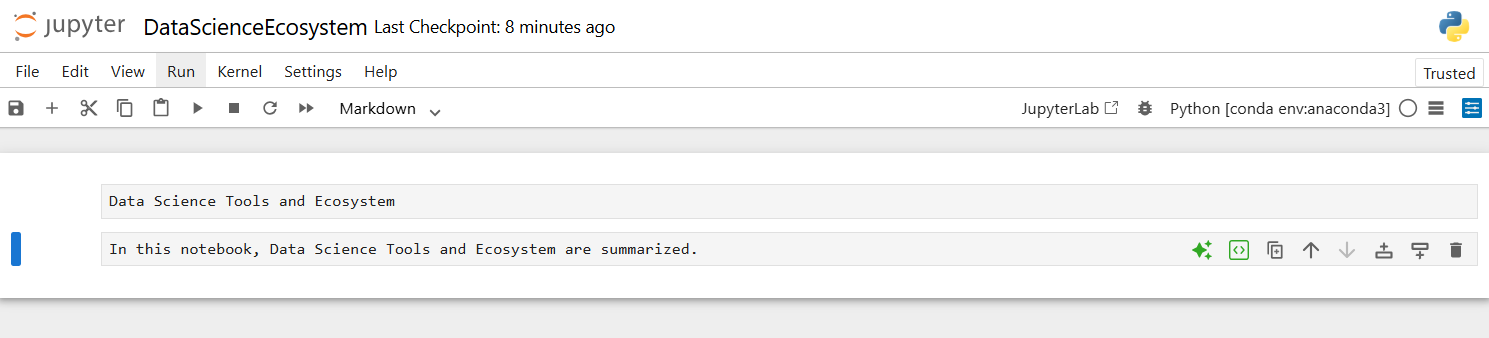 jupyter DataScienceEcosystem Last Checkpoint: 8 minutes ago
File Edit View Run Kernel Settings Help Trusted
Markdown JupyterLab Python [conda env:anaconda3]
Data Science Tools and Ecosystem
In this notebook, Data Science Tools and Ecosystem are summarized.